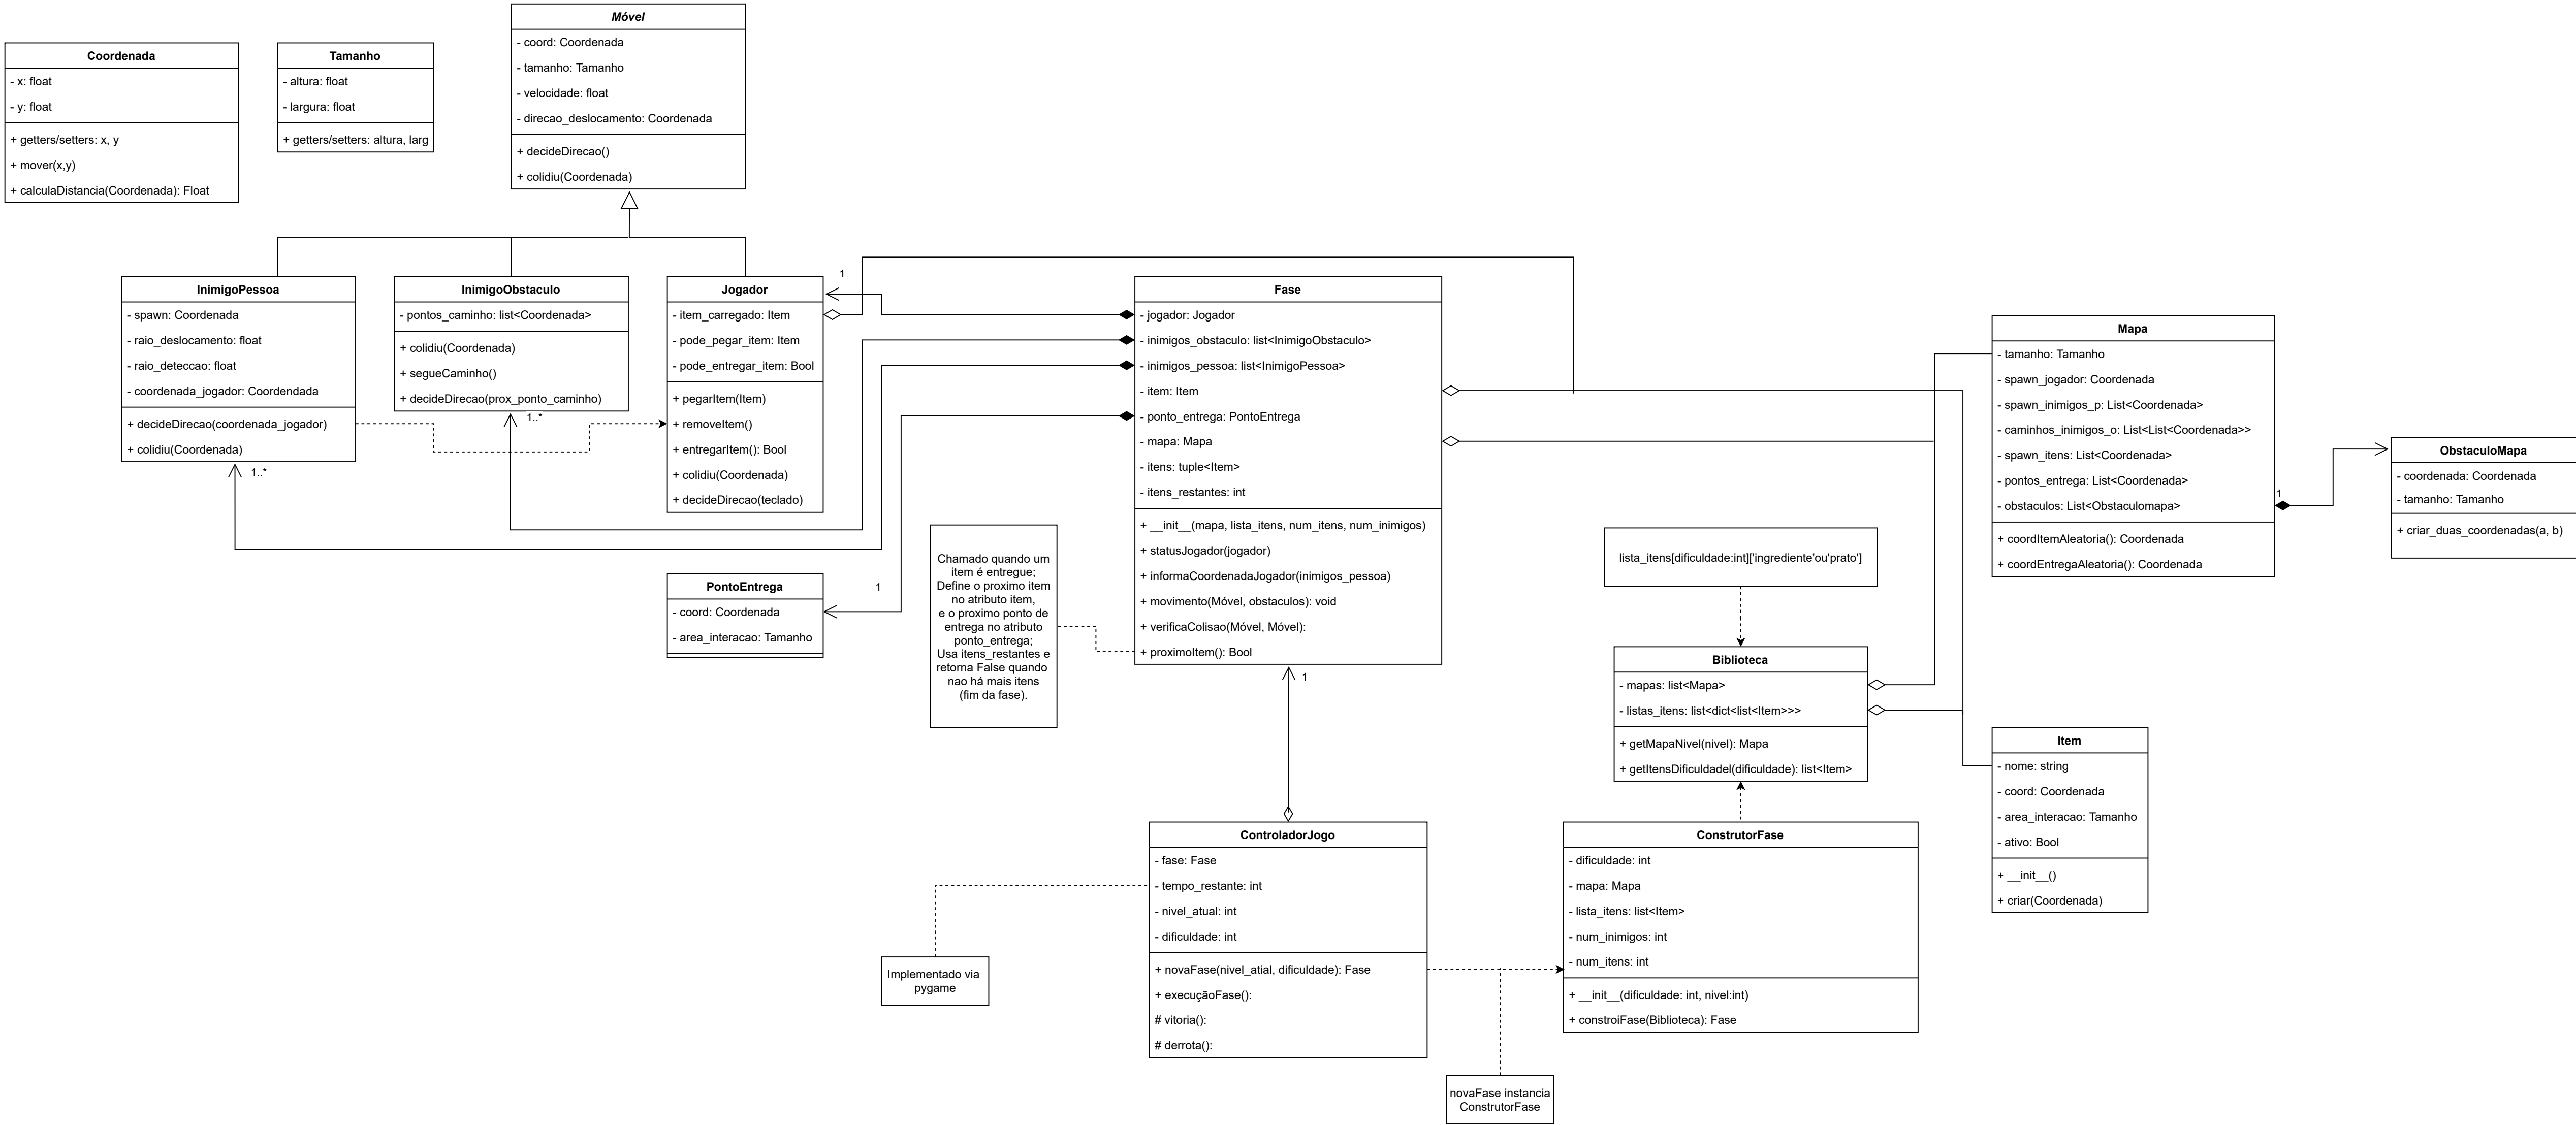 Móvel
- coord: Coordenada
- tamanho: Tamanho
- velocidade: float
- direcao_deslocamento: Coordenada
+ decideDirecao()
+ colidiu(Coordenada)
Coordenada
- x: float
- y: float
+ getters/setters: x, y
+ mover(x,y)
+ calculaDistancia(Coordenada): Float
Tamanho
- altura: float
- largura: float
+ getters/setters: altura, larg
InimigoPessoa
- spawn: Coordenada
- raio_deslocamento: float
- raio_deteccao: float
- coordenada_jogador: Coordendada
+ decideDirecao(coordenada_jogador)
+ colidiu(Coordenada)
1..*
InimigoObstaculo
- pontos_caminho: list<Coordenada>
+ colidiu(Coordenada)
+ segueCaminho()
+ decideDirecao(prox_ponto_caminho)
1..*
Jogador
- item_carregado: Item
- pode_pegar_item: Item
- pode_entregar_item: Bool
+ pegarItem(Item)
+ removeItem()
+ entregarItem(): Bool
+ colidiu(Coordenada)
+ decideDirecao(teclado)
1
PontoEntrega
- coord: Coordenada
- area_interacao: Tamanho
1
Fase
- jogador: Jogador
- inimigos_obstaculo: list<InimigoObstaculo>
- inimigos_pessoa: list<InimigoPessoa>
- item: Item
- ponto_entrega: PontoEntrega
- mapa: Mapa
- itens: tuple<Item>
- itens_restantes: int
+ __init__(mapa, lista_itens, num_itens, num_inimigos)
+ statusJogador(jogador)
+ informaCoordenadaJogador(inimigos_pessoa)
+ movimento(Móvel, obstaculos): void
+ verificaColisao(Móvel, Móvel):
+ proximoItem(): Bool
1
Chamado quando um
item é entregue;
Define o proximo item
no atributo item,
e o proximo ponto de
entrega no atributo
ponto_entrega;
Usa itens_restantes e
retorna False quando
nao há mais itens
(fim da fase).
Mapa
- tamanho: Tamanho
- spawn_jogador: Coordenada
- spawn_inimigos_p: List<Coordenada>
- caminhos_inimigos_o: List<List<Coordenada>>
- spawn_itens: List<Coordenada>
- pontos_entrega: List<Coordenada>
- obstaculos: List<Obstaculomapa>
+ coordItemAleatoria(): Coordenada
+ coordEntregaAleatoria(): Coordenada
1
ObstaculoMapa
- coordenada: Coordenada
- tamanho: Tamanho
+ criar_duas_coordenadas(a, b)
lista_itens[dificuldade:int]['ingrediente'ou'prato']
Biblioteca
- mapas: list<Mapa>
- listas_itens: list<dict<list<Item>>>
+ getMapaNivel(nivel): Mapa
+ getItensDificuldadel(dificuldade): list<Item>
Item
- nome: string
- coord: Coordenada
- area_interacao: Tamanho
- ativo: Bool
+ __init__()
+ criar(Coordenada)
ControladorJogo
- fase: Fase
- tempo_restante: int
- nivel_atual: int
- dificuldade: int
+ novaFase(nivel_atial, dificuldade): Fase
+ execuçãoFase():
# vitoria():
# derrota():
ConstrutorFase
- dificuldade: int
- mapa: Mapa
- lista_itens: list<Item>
- num_inimigos: int
- num_itens: int
+ __init__(dificuldade: int, nivel:int)
+ constroiFase(Biblioteca): Fase
Implementado via
pygame
novaFase instancia
ConstrutorFase